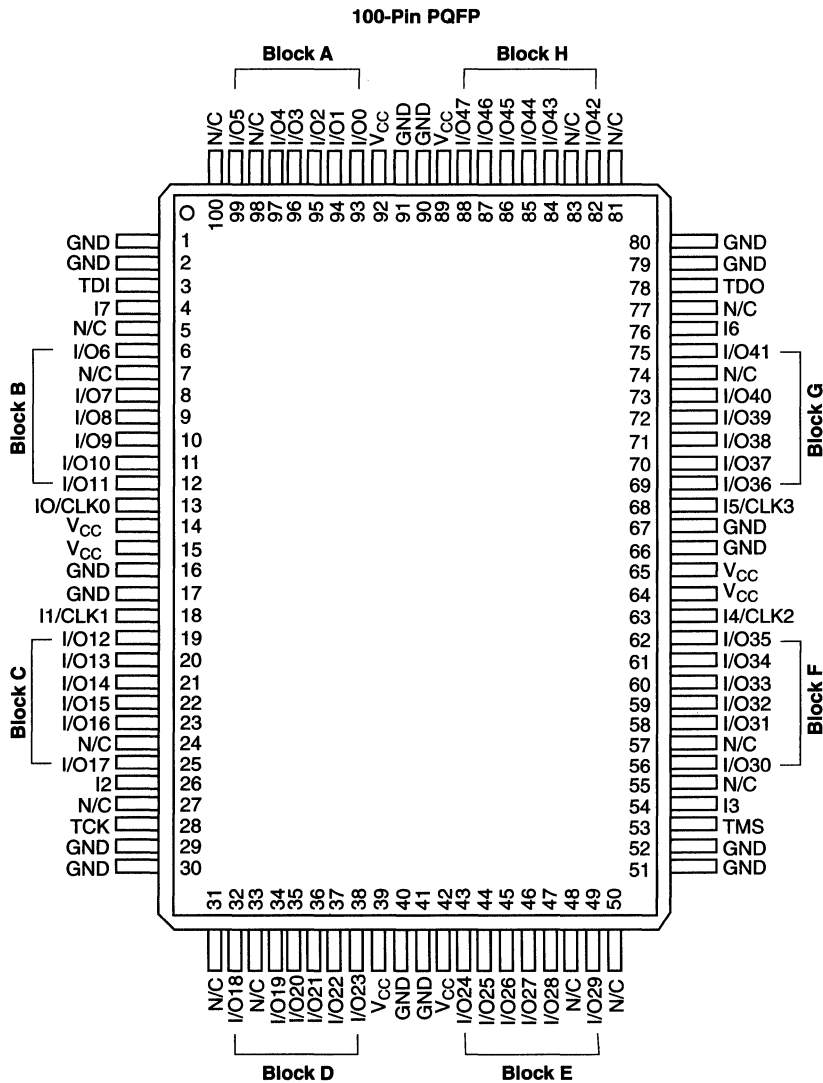 100-Pin PQFP
Block A
Block H
N/C
I/O5
N/C
I/O4
I/O3
I/O2
I/O1
I/O0
VCC
GND
GND
VCC
I/O47
I/O46
I/O45
I/O44
I/O43
N/C
I/O42
N/C
100
99
98
97
96
95
94
93
92
91
90
89
88
87
86
85
84
83
82
81
Block B
Block C
GND 1
GND 2
TDI 3
I7 4
N/C 5
I/O6 6
N/C 7
I/O7 8
I/O8 9
I/O9 10
I/O10 11
I/O11 12
IO/CLK0 13
VCC 14
VCC 15
GND 16
GND 17
I1/CLK1 18
I/O12 19
I/O13 20
I/O14 21
I/O15 22
I/O16 23
N/C 24
I/O17 25
I2 26
N/C 27
TCK 28
GND 29
GND 30
80 GND
79 GND
78 TDO
77 N/C
76 I6
75 I/O41
74 N/C
73 I/O40
72 I/O39
71 I/O38
70 I/O37
69 I/O36
68 I5/CLK3
67 GND
66 GND
65 VCC
64 VCC
63 I4/CLK2
62 I/O35
61 I/O34
60 I/O33
59 I/O32
58 I/O31
57 N/C
56 I/O30
55 N/C
54 I3
53 TMS
52 GND
51 GND
Block G
Block F
31
32
33
34
35
36
37
38
39
40
41
42
43
44
45
46
47
48
49
50
N/C
I/O18
N/C
I/O19
I/O20
I/O21
I/O22
I/O23
VCC
GND
GND
VCC
I/O24
I/O25
I/O26
I/O27
I/O28
N/C
I/O29
N/C
Block D
Block E